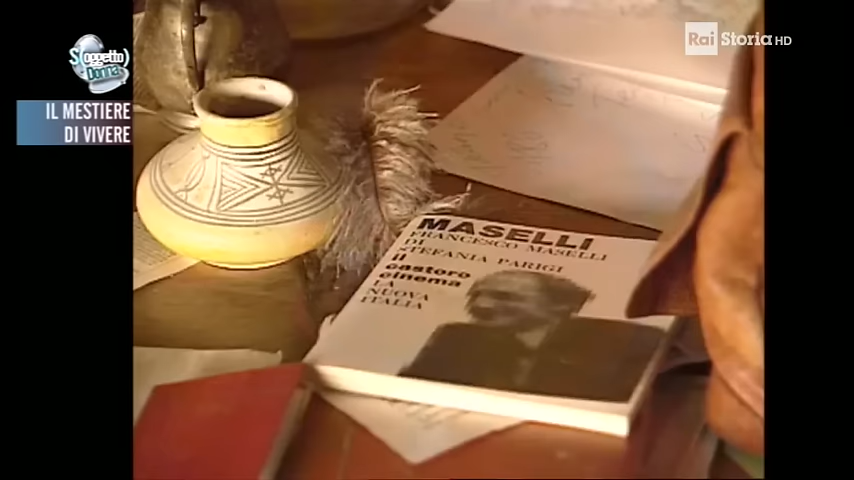 S(oggetto)
Donna
Rai Storia HD
IL MESTIERE
DI VIVERE
MASELLI
FRANCESCO MASELLI
DI
STEFANIA PARIGI
il
castoro
cinema
LA
NUOVA
ITALIA